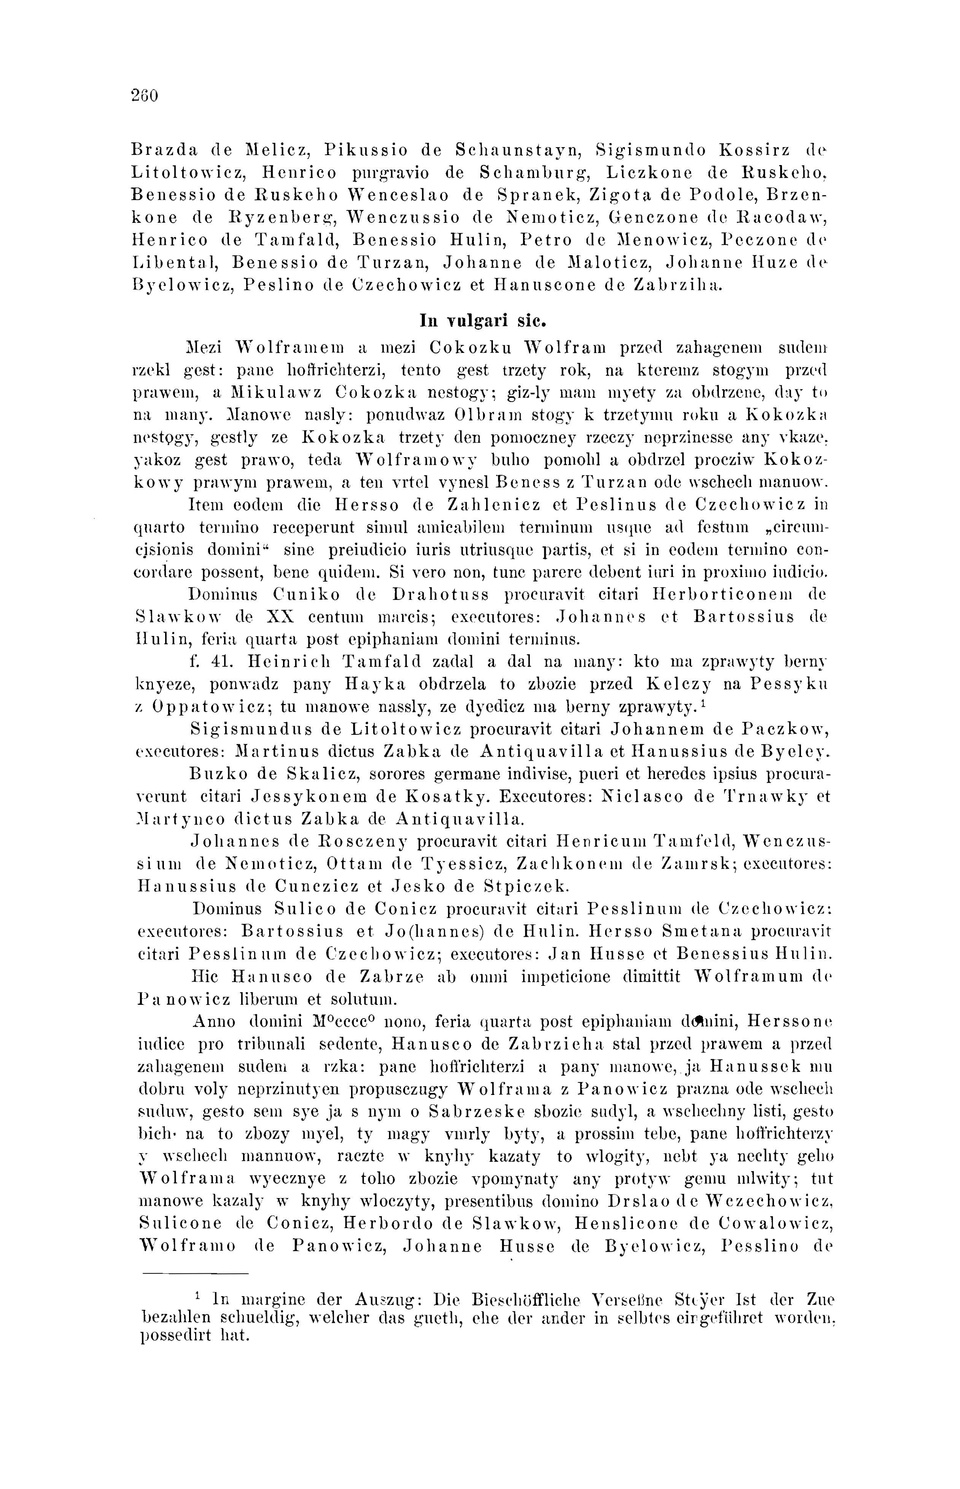 260
Brazda de Melicz, Pikussio de Schaunstayn, Sigismundo Kossirz de
Litoltowicz, Henrico purgravio de Schamburg, Liczkone de Ruskeho,
Benessio de Ruskeho Wenceslao de Spranek, Zigota de Podole, Brzen-
kone de Ryzenberg, Wenczussio de Nemoticz, Genczone de Racodaw,
Henrico de Tamfald, Benessio Hulin, Petro de Menowicz, Peczone de
Libental, Benessio de Turzan, Johanne de Maloticz, Johanne Huze de
Byelowicz, Peslino de Czechowicz et Hanuscone de Zabrziha.
In vulgari sic.
Mezi Wolframem a mezi Cokozku Wolfram przed zahagenem sudem
rzekl gest: pane hoffrichterzi, tento gest trzety rok, na kteremz stogym przed
prawem, a Mikulawz Cokozka nestogy; giz-ly mam myety za obdrzene, day to
na many. Manowe nasly: ponudwaz Olbram stogy k trzetymu roku a Kokozka
nestogy, gestly ze Kokozka trzety den pomoczney rzeczy neprzinesse any vkaze,
yakoz gest prawo, teda Wolframowy buho pomohl a obdrzel procziw Kokoz-
kowy prawym prawem, a ten vrtel vynesl Beness z Turzan ode wschech manuow.
Item eodem die Hersso de Zahlenicz et Peslinus de Czechowicz in
quarto termino receperunt simul amicabilem terminum usque ad festum „circum-
cjsionis domini“ sine preiudicio iuris utriusque partis, et si in eodem termino con-
cordare possent, bene quidem. Si vero non, tunc parere debent iuri in proximo iudicio.
Dominus Cuniko de Drahotuss procuravit citari Herborticonem de
Slawkow de XX centum marcis; executores: Johannes et Bartossius de
Hulin, feria quarta post epiphaniam domini terminus.
f. 41. Heinrich Tamfald zadal a dal na many: kto ma zprawyty berny
knyeze, ponwadz pany Hayka obdrzela to zbozie przed Kelczy na Pessyku
z Oppatowicz; tu manowe nassly, ze dyedicz ma berny zprawyty.¹
Sigismundus de Litoltowicz procuravit citari Johannem de Paczkow,
executores: Martinus dictus Zabka de Antiquavilla et Hanussius de Byeley.
Buzko de Skalicz, sorores germane indivise, pueri et heredes ipsius procura-
verunt citari Jessykonem de Kosatky. Executores: Niclasco de Trnawky et
Martynco dictus Zabka de Antiquavilla.
Johannes de Rosczeny procuravit citari Henricum Tamfeld, Wenczus-
sium de Nemoticz, Ottam de Tyessicz, Zachkonem de Zamrsk; executores:
Hanussius de Cunczicz et Jesko de Stpiczek.
Dominus Sulico de Conicz procuravit citari Pesslinum de Czechowicz;
executores: Bartossius et Jo(hannes) de Hulin. Hersso Smetana procuravit
citari Pesslinum de Czechowicz; executores: Jan Husse et Benessius Hulin.
Hic Hanusco de Zabrze ab omni impeticione dimittit Wolframum de
Panowicz liberum et solutum.
Anno domini Mºccccº nono, feria quarta post epiphaniam domini, Herssone
iudice pro tribunali sedente, Hanusco de Zabrzicha stal przed prawem a przed
zahagenem sudem a rzka: pane hoffrichterzi a pany manowe, ja Hanussek mu
dobru voly neprzinutyen propusczugy Wolframa z Panowicz prazna ode wschech
suduw, gesto sem sye ja s nym o Sabrzeske sbozie sudyl, a wschechny listi, gesto
bich na to zbozy myel, ty magy vmrly byty, a prossim tebe, pane hoffrichterzy
y wschech mannuow, raczte w knyhy kazaty to wlogity, nebt ya nechty geho
Wolframa wyecznye z toho zbozie vpomynaty any protyw gemu mlwity; tut
manowe kazaly w knyhy wloczyty, presentibus domino Drslao de Wczechowicz,
Sulicone de Conicz, Herbordo de Slawkow, Henslicone de Cowalowicz,
Wolframo de Panowicz, Johanne Husse de Byelowicz, Pesslino de
¹ In margine der Auszug: Die Bieschöffliche Verseßne Stÿer Ist der Zue
bezahlen schueldig, welcher das gueth, ehe der ander in selbtes eingeführet worden,
possedirt hat.